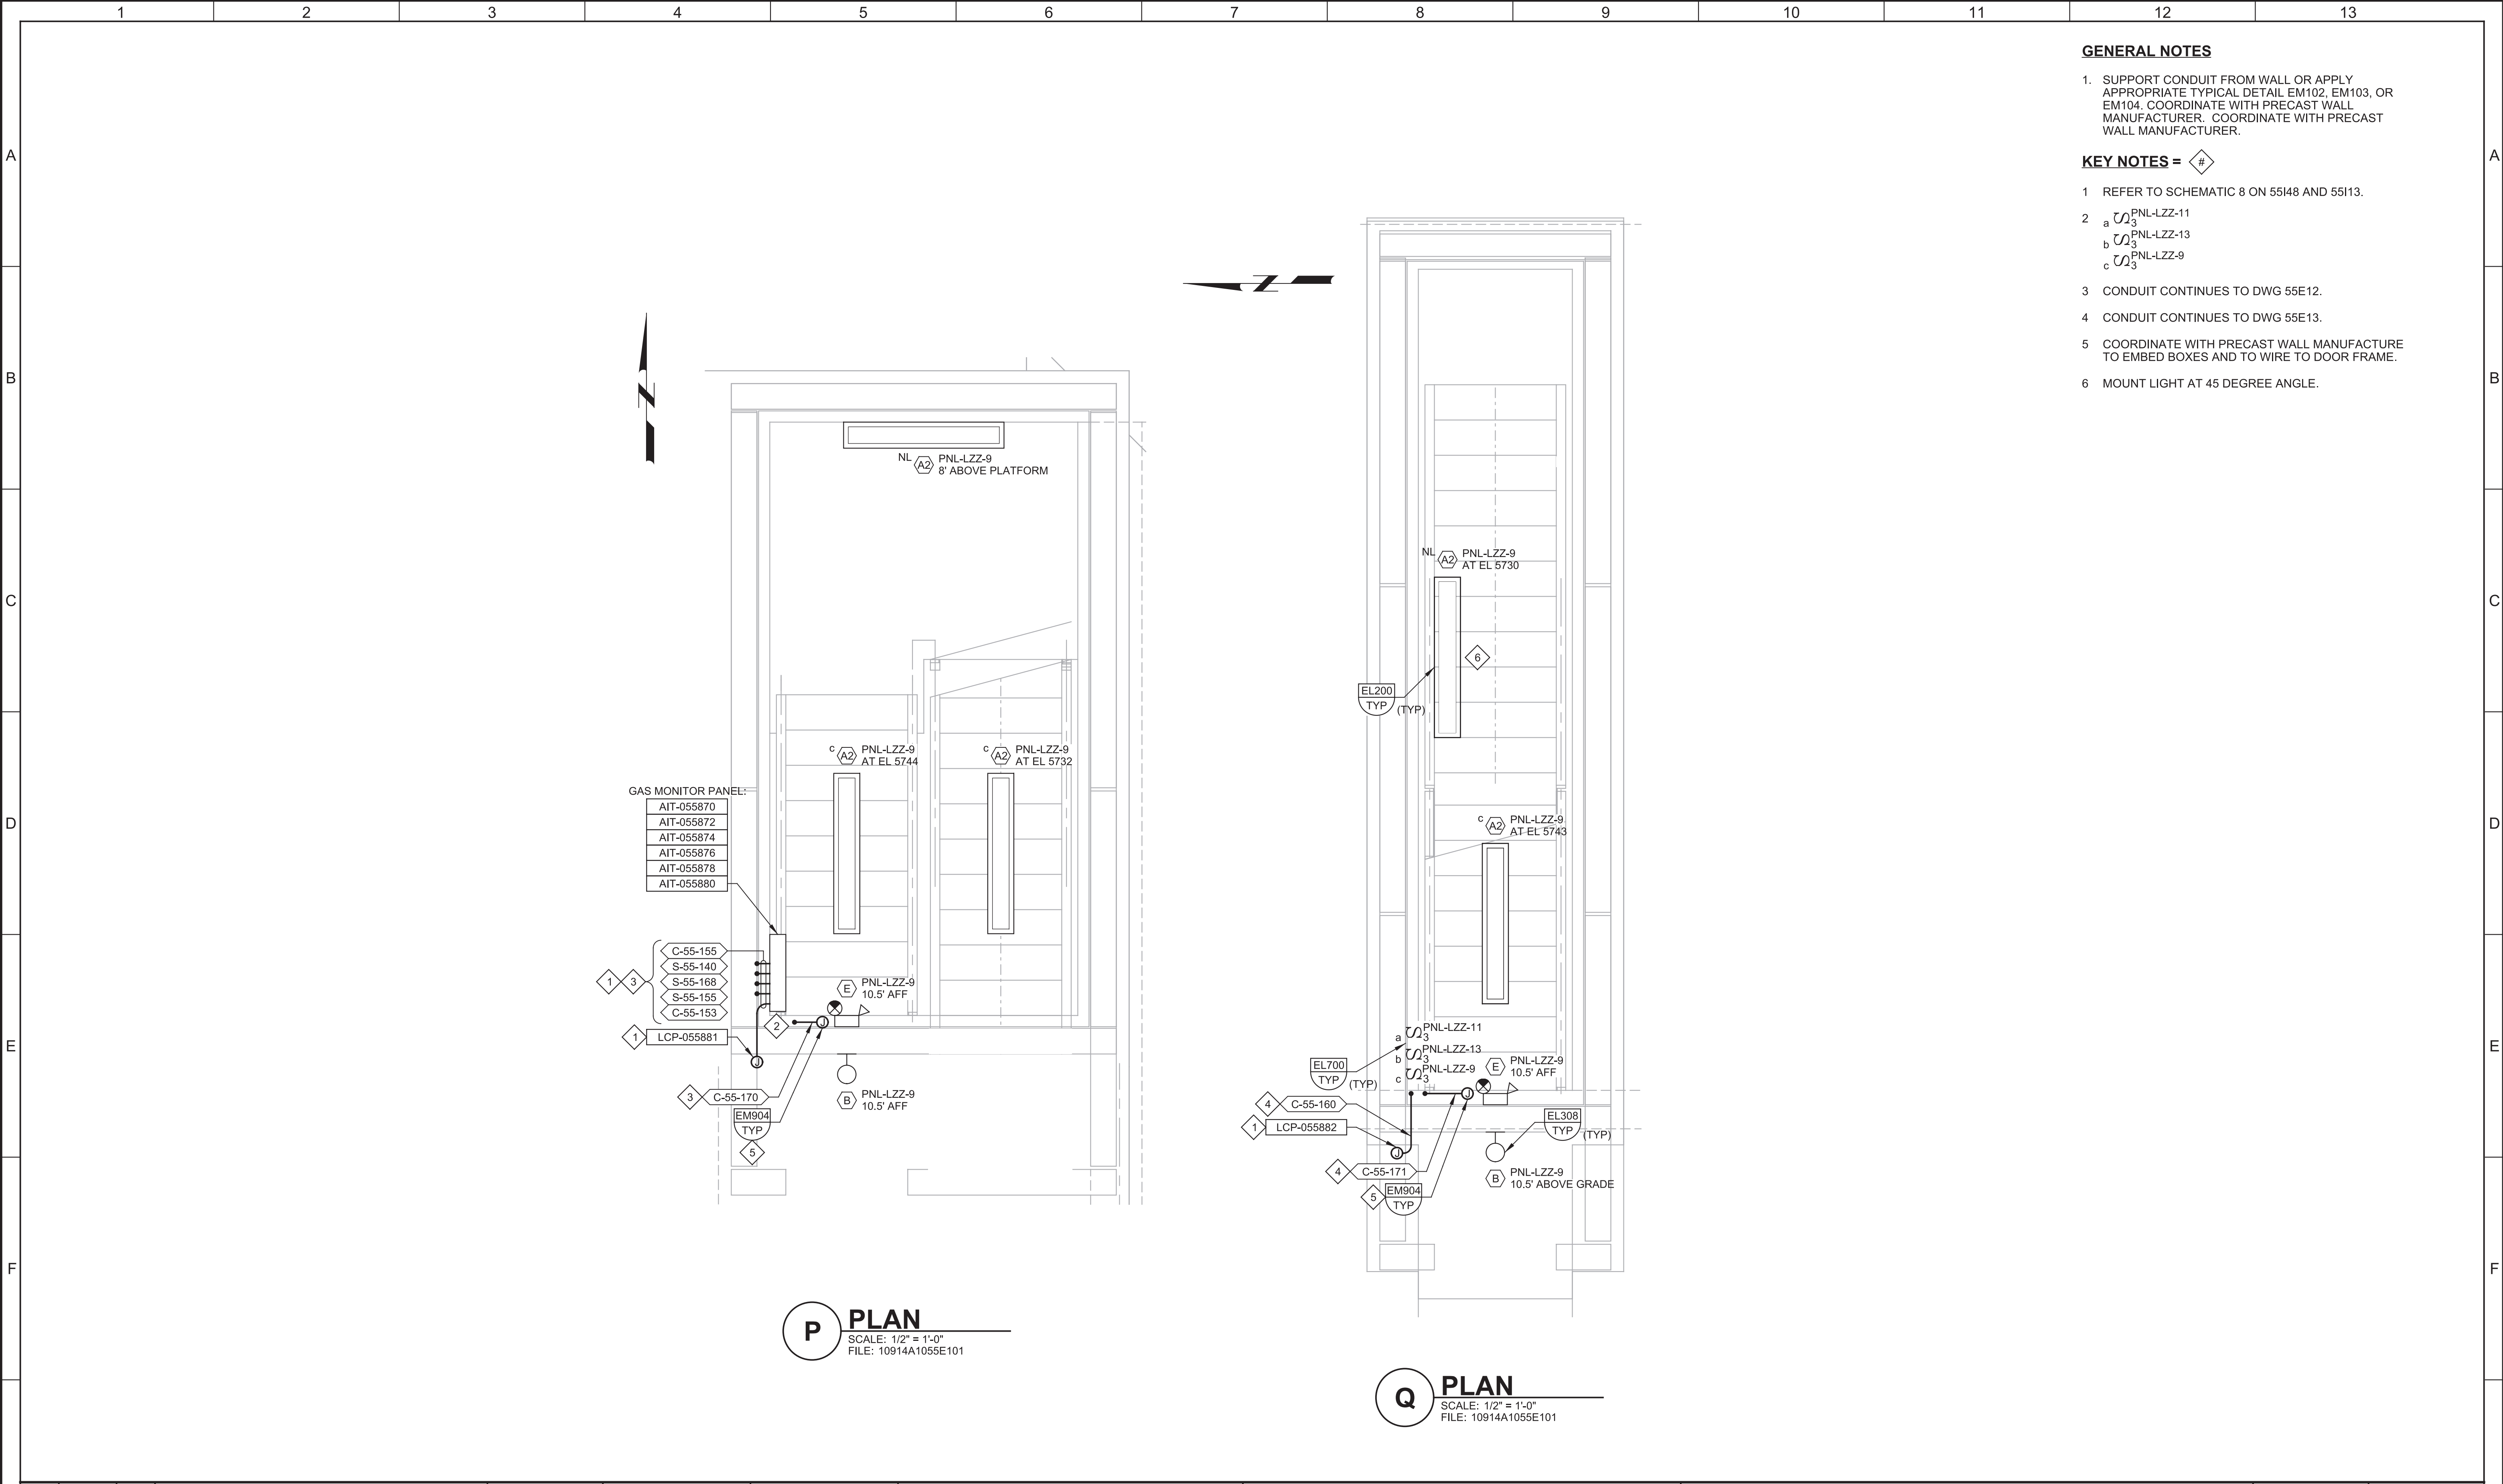 1 2 3 4 5 6 7 8 9 10 11 12 13
A
B
C
D
E
F
A
B
C
D
E
F
GENERAL NOTES
1. SUPPORT CONDUIT FROM WALL OR APPLY
APPROPRIATE TYPICAL DETAIL EM102, EM103, OR
EM104. COORDINATE WITH PRECAST WALL
MANUFACTURER. COORDINATE WITH PRECAST
WALL MANUFACTURER.
KEY NOTES = #
1 REFER TO SCHEMATIC 8 ON 55I48 AND 55I13.
2 a S3 PNL-LZZ-11
b S3 PNL-LZZ-13
c S3 PNL-LZZ-9
3 CONDUIT CONTINUES TO DWG 55E12.
4 CONDUIT CONTINUES TO DWG 55E13.
5 COORDINATE WITH PRECAST WALL MANUFACTURE
TO EMBED BOXES AND TO WIRE TO DOOR FRAME.
6 MOUNT LIGHT AT 45 DEGREE ANGLE.
N
NL A2 PNL-LZZ-9
8' ABOVE PLATFORM
c A2 PNL-LZZ-9
AT EL 5744
c A2 PNL-LZZ-9
AT EL 5732
GAS MONITOR PANEL:
AIT-055870
AIT-055872
AIT-055874
AIT-055876
AIT-055878
AIT-055880
1 3
C-55-155
S-55-140
S-55-168
S-55-155
C-55-153
1 LCP-055881
J
2
J
E PNL-LZZ-9
10.5' AFF
3 C-55-170
EM904
TYP
5
B PNL-LZZ-9
10.5' AFF
P PLAN
SCALE: 1/2" = 1'-0"
FILE: 10914A1055E101
N
NL A2 PNL-LZZ-9
AT EL 5730
6
EL200
TYP (TYP)
c A2 PNL-LZZ-9
AT EL 5743
a S3 PNL-LZZ-11
b S3 PNL-LZZ-13
c S3 PNL-LZZ-9
EL700
TYP (TYP)
E PNL-LZZ-9
10.5' AFF
J
4 C-55-160
1 LCP-055882
J
EL308
TYP (TYP)
4 C-55-171
5 EM904
TYP
B PNL-LZZ-9
10.5' ABOVE GRADE
Q PLAN
SCALE: 1/2" = 1'-0"
FILE: 10914A1055E101